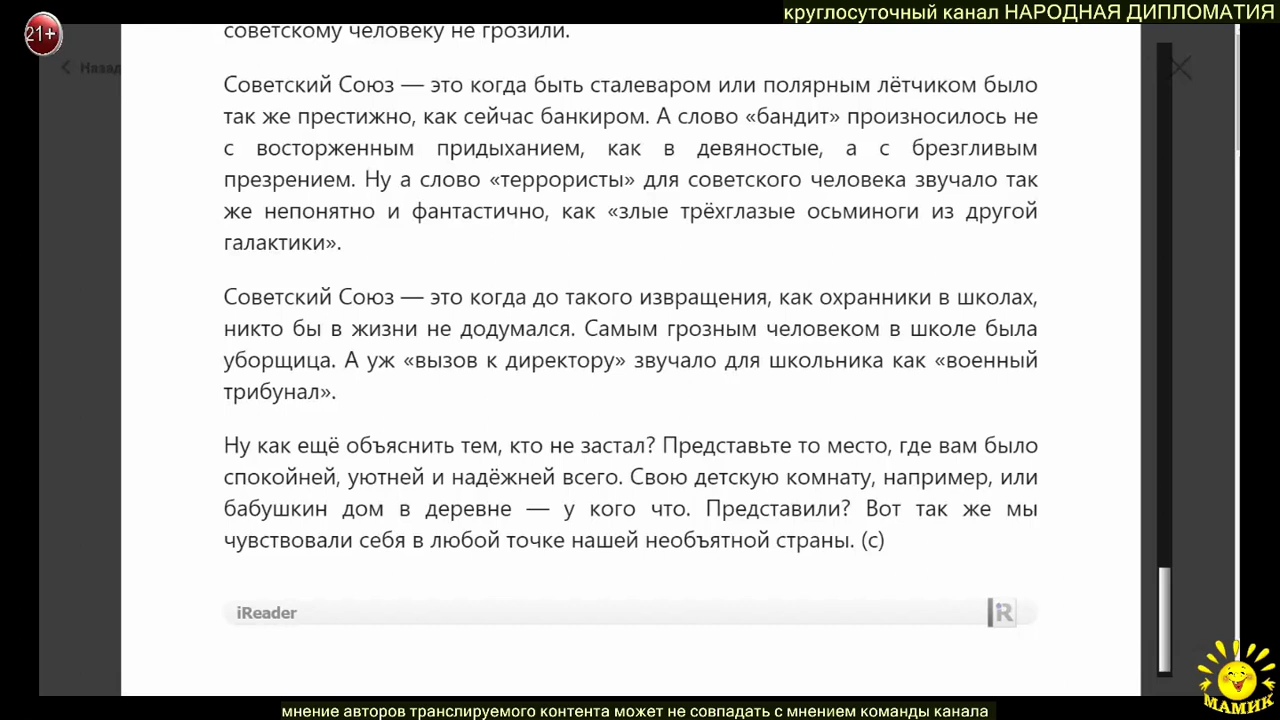 круглосуточный канал НАРОДНАЯ ДИПЛОМАТИЯ
21+
советскому человеку не грозили.
Назад
Советский Союз — это когда быть сталеваром или полярным лётчиком было
так же престижно, как сейчас банкиром. А слово «бандит» произносилось не
с восторженным придыханием, как в девяностые, а с брезгливым
презрением. Ну а слово «террористы» для советского человека звучало так
же непонятно и фантастично, как «злые трёхглазые осьминоги из другой
галактики».
Советский Союз — это когда до такого извращения, как охранники в школах,
никто бы в жизни не додумался. Самым грозным человеком в школе была
уборщица. А уж «вызов к директору» звучало для школьника как «военный
трибунал».
Ну как ещё объяснить тем, кто не застал? Представьте то место, где вам было
спокойней, уютней и надёжней всего. Свою детскую комнату, например, или
бабушкин дом в деревне — у кого что. Представили? Вот так же мы
чувствовали себя в любой точке нашей необъятной страны. (с)
iReader
iR
МАМИК
мнение авторов транслируемого контента может не совпадать с мнением команды канала